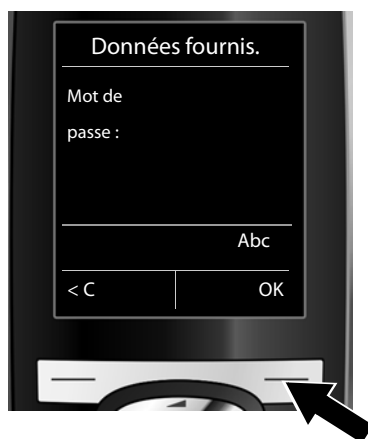 Données fournis.
Mot de
passe :
Abc
< C OK